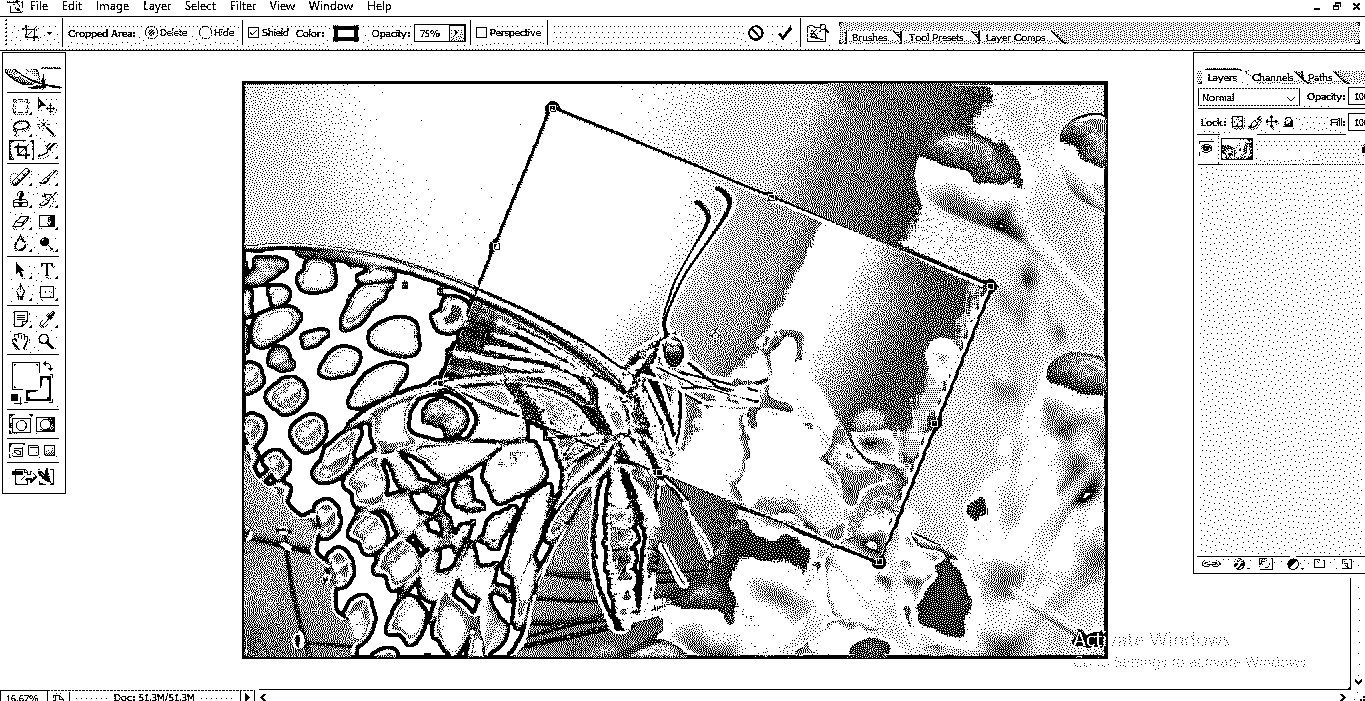 File Edit Image Layer Select Filter View Window Help
Cropped Area: Delete Hide Shield Color: Opacity: 75% Perspective
Brushes Tool Presets Layer Comps
Layers Channels Paths
Normal Opacity: 10
Lock: Fill: 10
Activate Windows
Go to Settings to activate Windows.
16.67% Doc: 51.3M/51.3M